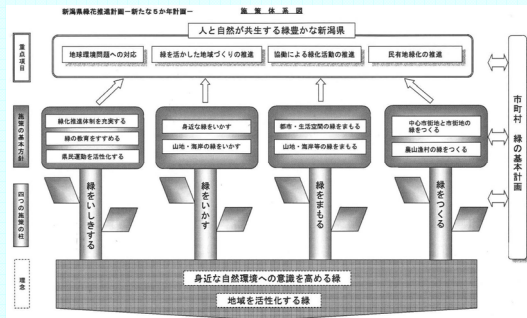 新潟県緑花推進計画－新たな5か年計画－　施策体系図
人と自然が共生する緑豊かな新潟県
重点項目
地球環境問題への対応
緑を活かした地域づくりの推進
協働による緑化活動の推進
民有地緑化の推進
施策の基本方針
緑化推進体制を充実する
緑の教育をすすめる
県民運動を活性化する
身近な緑をいかす
山地・海岸の緑をいかす
都市・生活空間の緑をまもる
山地・海岸等の緑をまもる
中心市街地と市街地の
緑をつくる
農山漁村の緑をつくる
市町村　緑の基本計画
四つの施策の柱
緑をいしきする
緑をいかす
緑をまもる
緑をつくる
理念
身近な自然環境への意識を高める緑
地域を活性化する緑